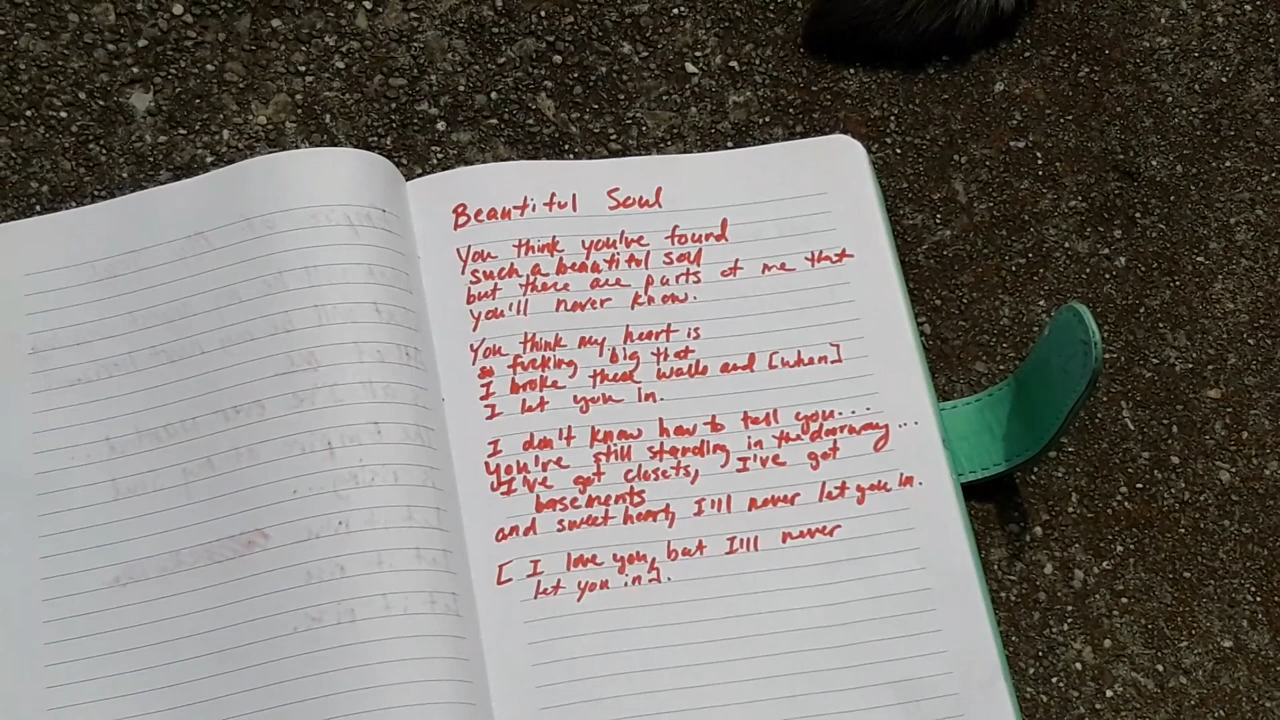 Beautiful Soul
You think you've found
such a beautiful soul
but there are parts of me that
you'll never know.
You think my heart is
so fucking big that
I broke these walls and [when]
I let you in.
I don't know how to tell you...
you're still standing in the doorway...
I've got closets, I've got
basements
and sweetheart, I'll never let you in.
[I love you, but I'll never
let you in].